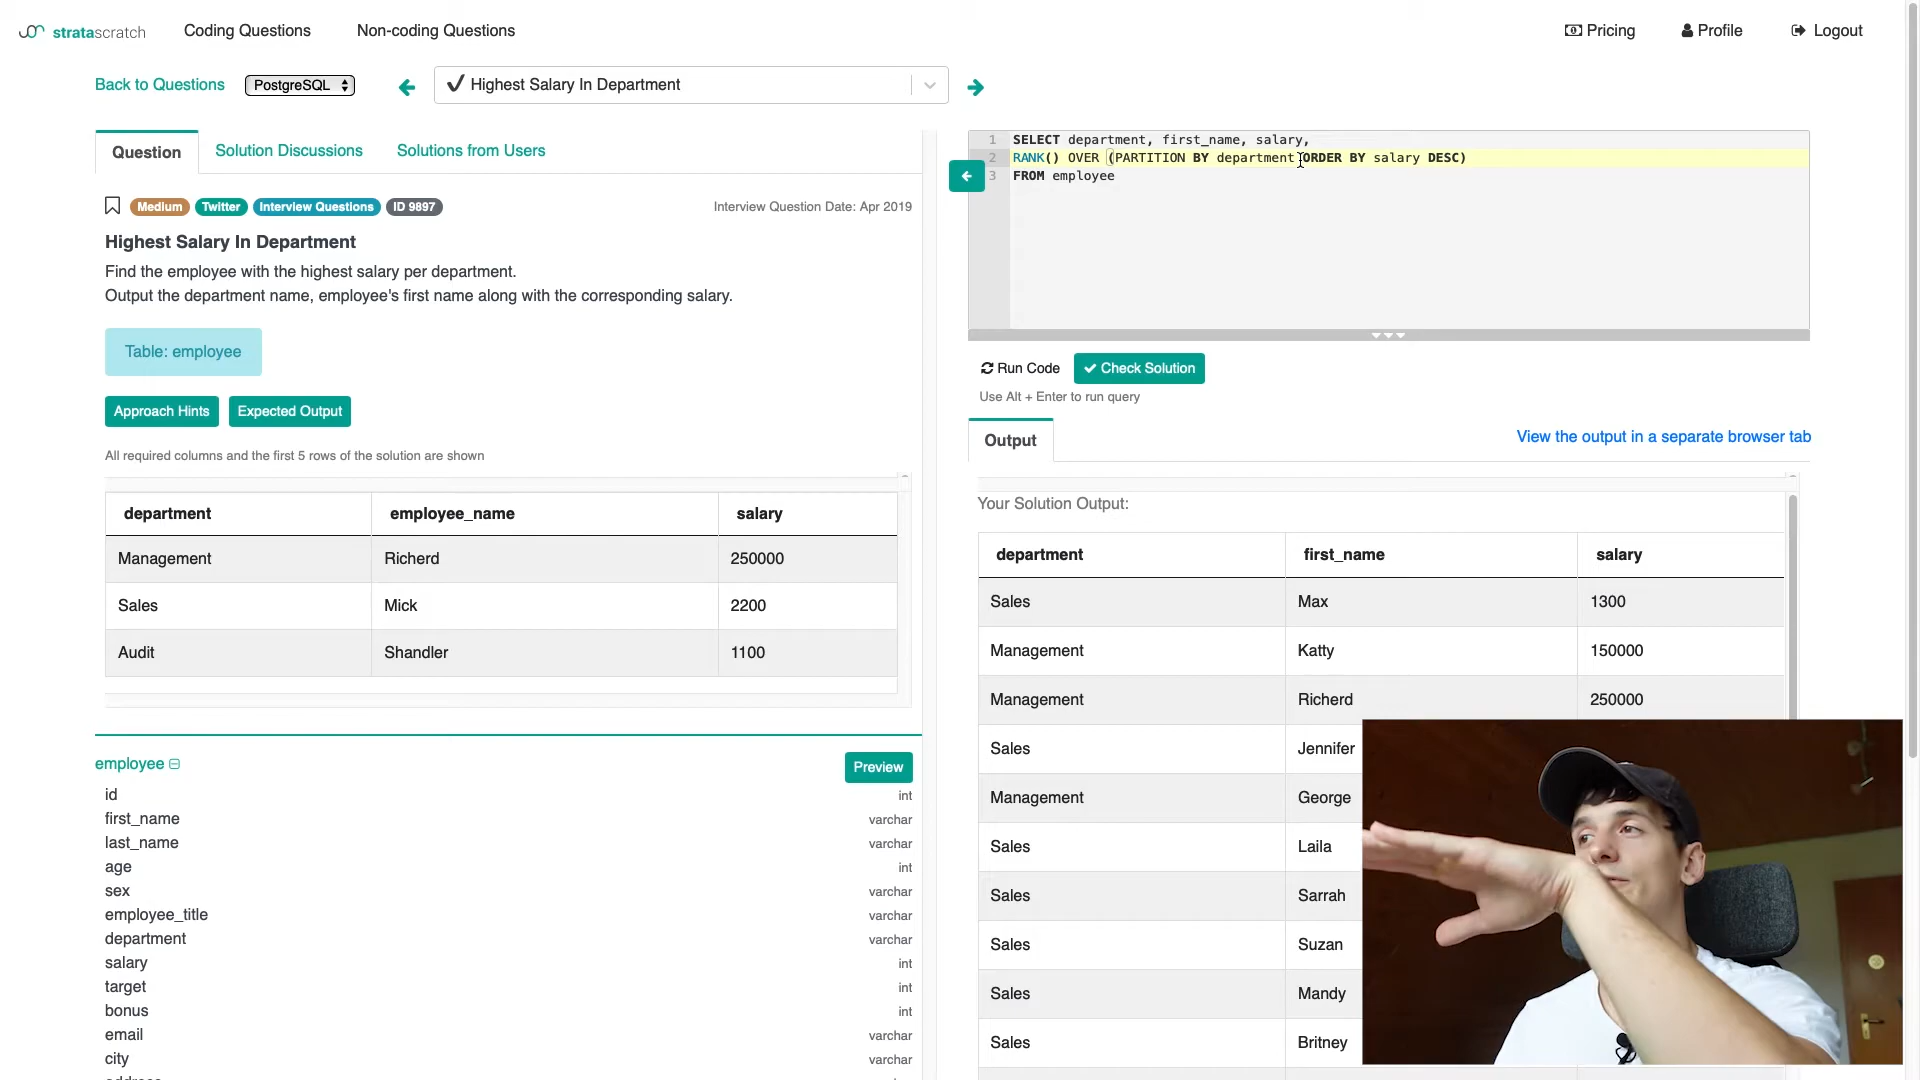 stratascratch Coding Questions Non-coding Questions Pricing Profile Logout
Back to Questions PostgreSQL Highest Salary In Department
Question Solution Discussions Solutions from Users
Medium Twitter Interview Questions ID 9897 Interview Question Date: Apr 2019
Highest Salary In Department
Find the employee with the highest salary per department.
Output the department name, employee's first name along with the corresponding salary.
Table: employee
Approach Hints Expected Output
All required columns and the first 5 rows of the solution are shown
department employee_name salary
Management Richerd 250000
Sales Mick 2200
Audit Shandler 1100
employee
Preview
id int
first_name varchar
last_name varchar
age int
sex varchar
employee_title varchar
department varchar
salary int
target int
bonus int
email varchar
city varchar
1 SELECT department, first_name, salary,
2 RANK() OVER (PARTITION BY department ORDER BY salary DESC)
3 FROM employee
Run Code Check Solution
Use Alt + Enter to run query
Output View the output in a separate browser tab
Your Solution Output:
department first_name salary
Sales Max 1300
Management Katty 150000
Management Richerd 250000
Sales Jennifer
Management George
Sales Laila
Sales Sarrah
Sales Suzan
Sales Mandy
Sales Britney